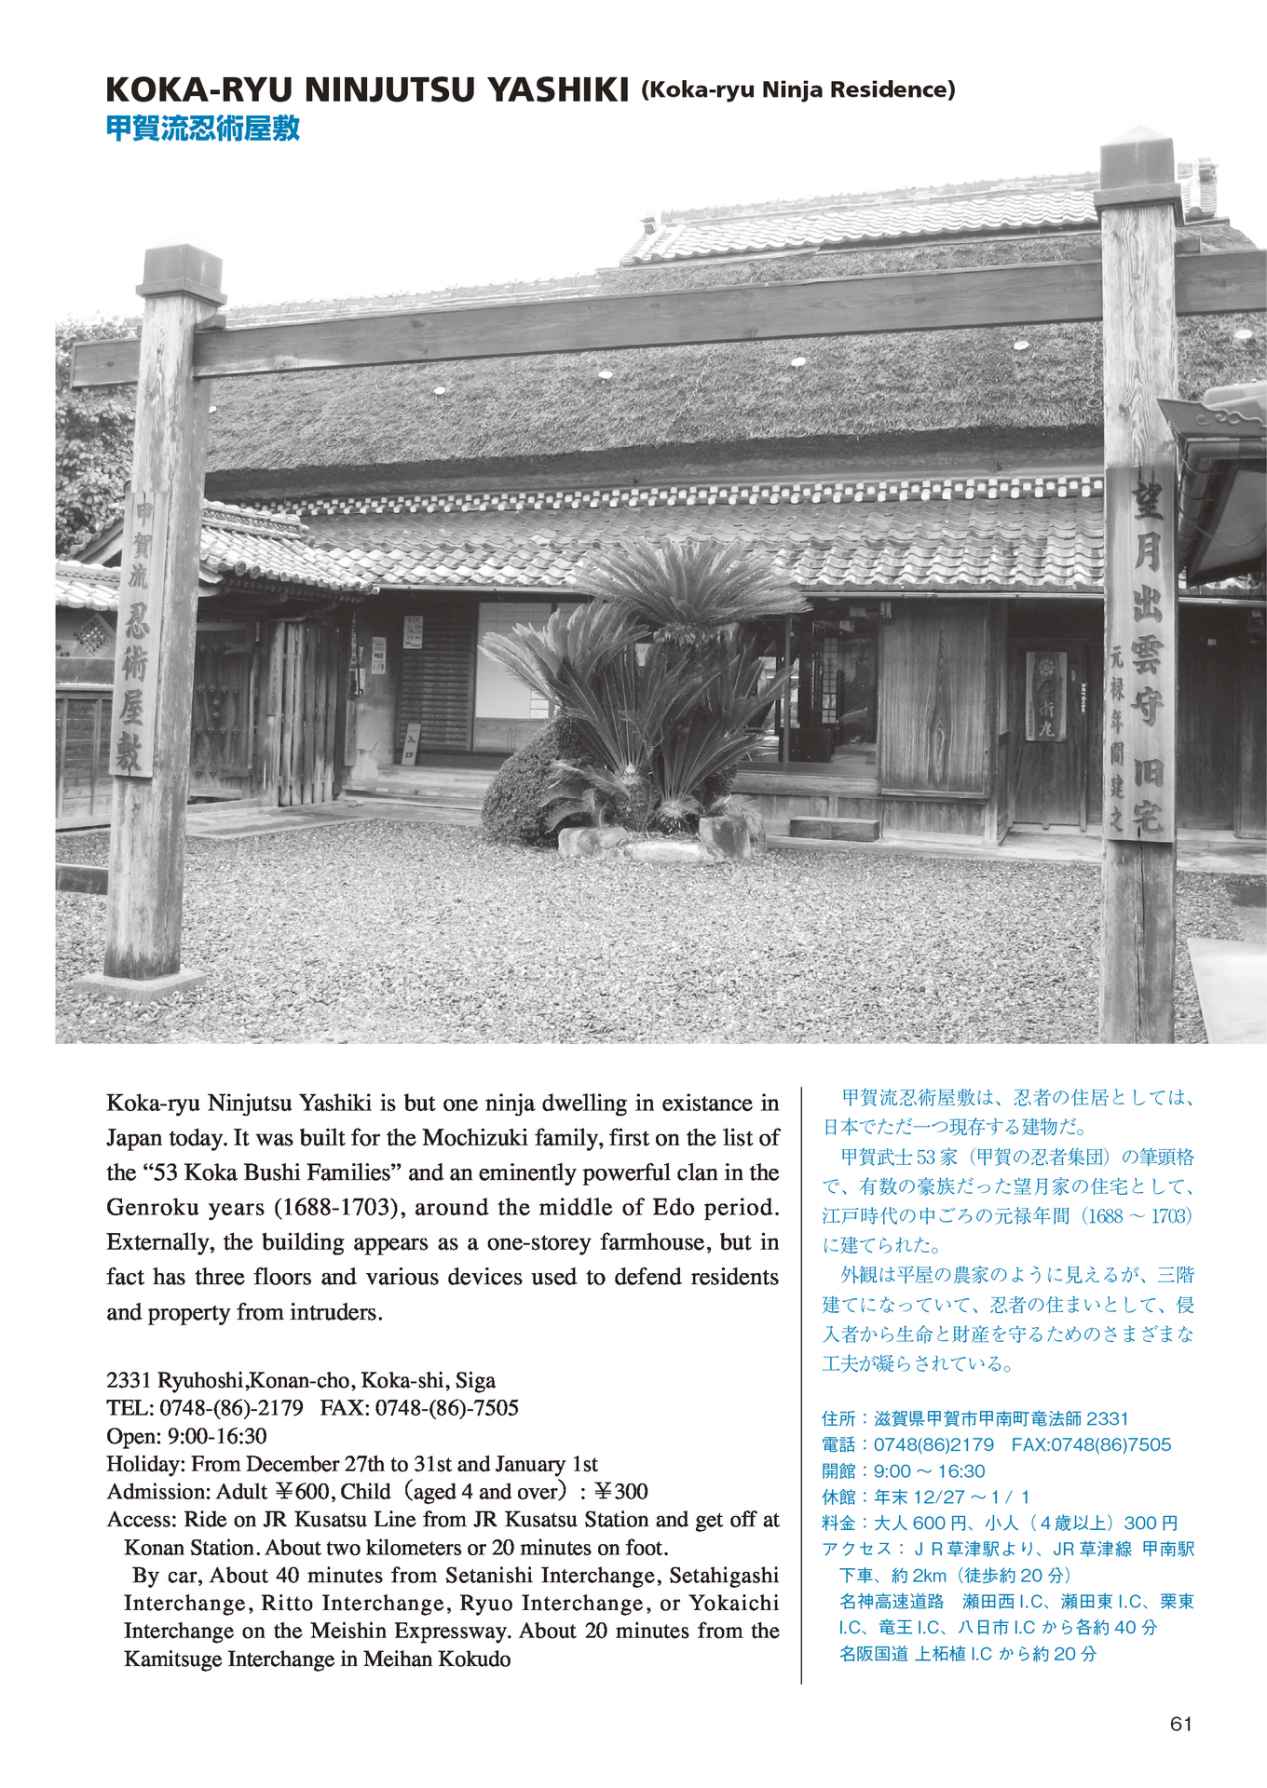 KOKA-RYU NINJUTSU YASHIKI (Koka-ryu Ninja Residence)
甲賀流忍術屋敷
甲賀流忍術屋敷
望月出雲守旧宅
元禄年間建之
入口
Koka-ryu Ninjutsu Yashiki is but one ninja dwelling in existance in
Japan today. It was built for the Mochizuki family, first on the list of
the “53 Koka Bushi Families” and an eminently powerful clan in the
Genroku years (1688-1703), around the middle of Edo period.
Externally, the building appears as a one-storey farmhouse, but in
fact has three floors and various devices used to defend residents
and property from intruders.
2331 Ryuhoshi,Konan-cho, Koka-shi, Siga
TEL: 0748-(86)-2179 FAX: 0748-(86)-7505
Open: 9:00-16:30
Holiday: From December 27th to 31st and January 1st
Admission: Adult ￥600, Child（aged 4 and over）: ￥300
Access: Ride on JR Kusatsu Line from JR Kusatsu Station and get off at
Konan Station. About two kilometers or 20 minutes on foot.
By car, About 40 minutes from Setanishi Interchange, Setahigashi
Interchange, Ritto Interchange, Ryuo Interchange, or Yokaichi
Interchange on the Meishin Expressway. About 20 minutes from the
Kamitsuge Interchange in Meihan Kokudo
甲賀流忍術屋敷は、忍者の住居としては、
日本でただ一つ現存する建物だ。
甲賀武士53家（甲賀の忍者集団）の筆頭格
で、有数の豪族だった望月家の住宅として、
江戸時代の中ごろの元禄年間（1688 ～ 1703）
に建てられた。
外観は平屋の農家のように見えるが、三階
建てになっていて、忍者の住まいとして、侵
入者から生命と財産を守るためのさまざまな
工夫が凝らされている。
住所：滋賀県甲賀市甲南町竜法師 2331
電話：0748(86)2179 FAX:0748(86)7505
開館：9:00 ～ 16:30
休館：年末 12/27 ～ 1 / 1
料金：大人 600 円、小人（４歳以上）300 円
アクセス：ＪＲ草津駅より、JR 草津線 甲南駅
下車、約 2km（徒歩約 20 分）
名神高速道路　瀬田西 I.C、瀬田東 I.C、栗東
I.C、竜王 I.C、八日市 I.C から各約 40 分
名阪国道 上柘植 I.C から約 20 分
61